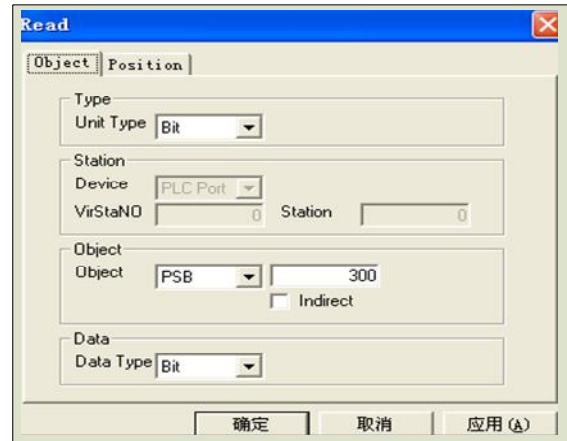 Read
Object Position
Type
Unit Type Bit
Station
Device PLC Port
VirStaNO 0 Station 0
Object
Object PSB 300
Indirect
Data
Data Type Bit
确定 取消 应用(A)